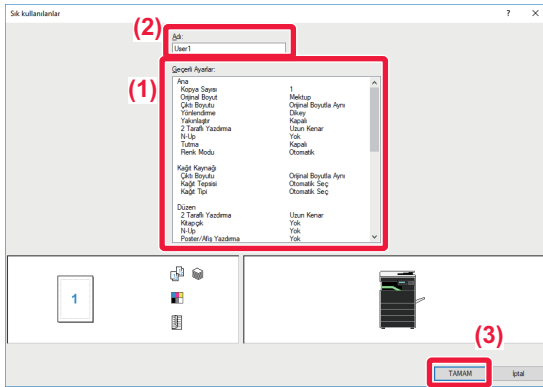 Sık kullanılanlar ? ×
(2)
Adı:
User1
(1)
Geçerli Ayarlar:
Ana
Kopya Sayısı 1
Orijinal Boyut Mektup
Çıktı Boyutu Orijinal Boyutla Aynı
Yönlendirme Dikey
Yakınlaştır Kapalı
2 Taraflı Yazdırma Uzun Kenar
N-Up Yok
Tutma Kapalı
Renk Modu Otomatik
Kağıt Kaynağı
Çıktı Boyutu Orijinal Boyutla Aynı
Kağıt Tepsisi Otomatik Seç
Kağıt Tipi Otomatik Seç
Düzen
2 Taraflı Yazdırma Uzun Kenar
Kitapçık Yok
N-Up Yok
Poster/Afiş Yazdırma Yok
1
(3)
TAMAM İptal